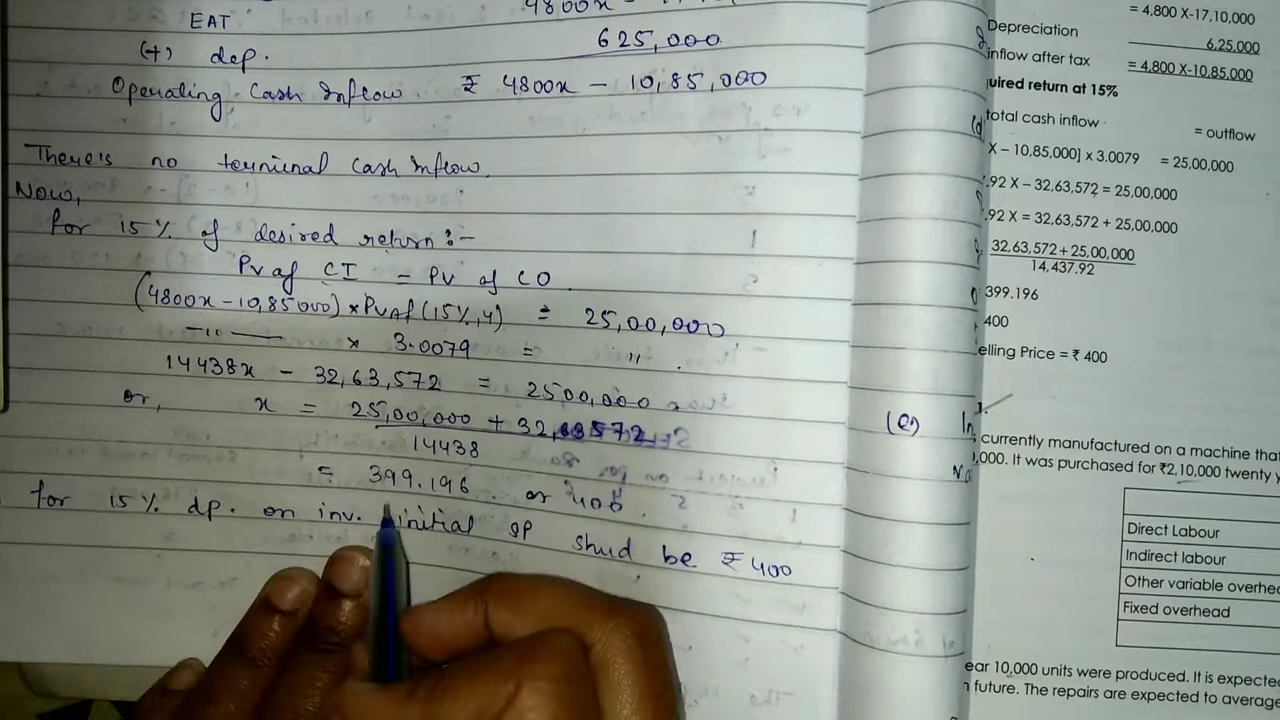 4800x -
EAT
(+) dep. 625,000
Operating Cash Inflow ₹ 4800x - 10,85,000
There's no terminal Cash Inflow.
Now,
for 15% of desired return :-
PV of CI = PV of CO.
(4800x - 10,85000) × PVAF (15%,4) = 25,00,000
-"- × 3.0079 = "
14438x - 32,63,572 = 2500,000
or, x = 25,00,000 + 32,63572
14438
= 399.196. or 400.
for 15% dp. on inv. initial SP shud be ₹ 400
(e) In
= 4,800 X-17,10,000
Depreciation 6,25,000
inflow after tax = 4,800 X-10,85,000
uired return at 15%
total cash inflow = outflow
X – 10,85,000] x 3.0079 = 25,00,000
.92 X – 32,63,572 = 25,00,000
.92 X = 32,63,572 + 25,00,000
32,63,572 + 25,00,000
14,437.92
399.196
400
elling Price = ₹ 400
currently manufactured on a machine that
,000. It was purchased for ₹2,10,000 twenty y
Direct Labour
Indirect labour
Other variable overhe
Fixed overhead
ear 10,000 units were produced. It is expecte
future. The repairs are expected to average